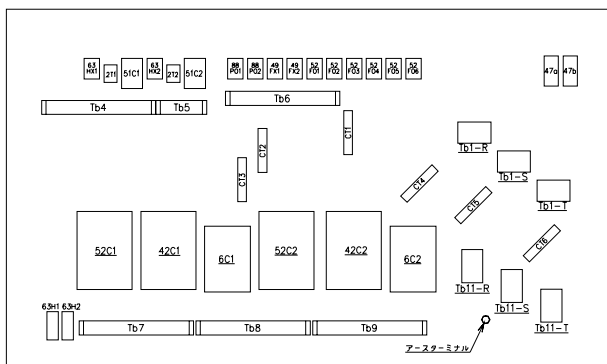 63
HX1
2T1
51C1
63
HX2
2T2
51C2
88
PO1
88
PO2
49
FX1
49
FX2
52
FO1
52
FO2
52
FO3
52
FO4
52
FO5
52
FO6
47a
47b
Tb4
Tb5
Tb6
CT1
CT2
CT3
CT4
CT5
CT6
Tb1-R
Tb1-S
Tb1-T
52C1
42C1
6C1
52C2
42C2
6C2
Tb11-R
Tb11-S
Tb11-T
63H1
63H2
Tb7
Tb8
Tb9
アースターミナル